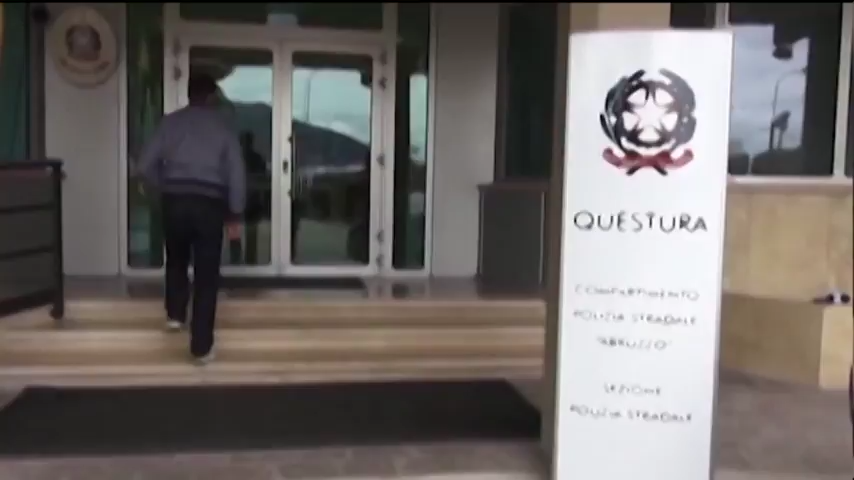 QUESTURA
COMPARTIMENTO
POLIZIA STRADALE
"ABRUZZO"
SEZIONE
POLIZIA STRADALE